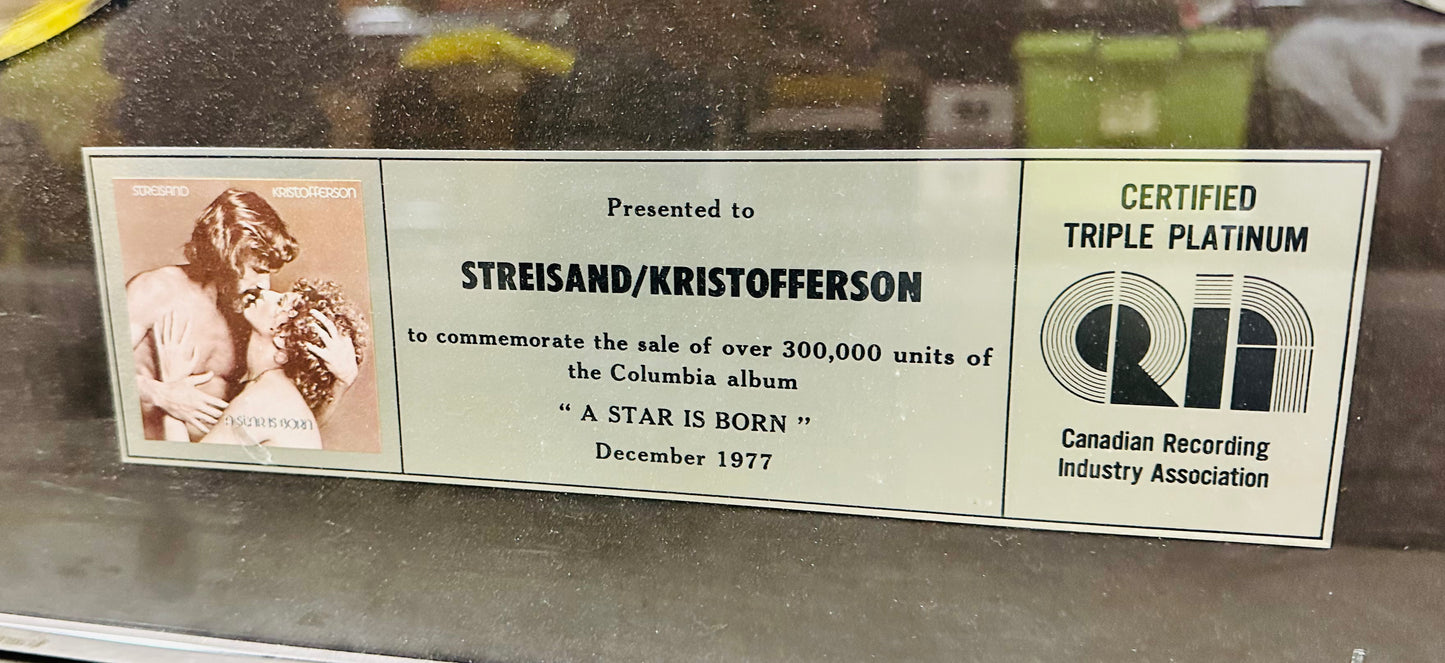 STREISAND KRISTOFFERSON
A STAR IS BORN
Presented to
STREISAND/KRISTOFFERSON
to commemorate the sale of over 300,000 units of
the Columbia album
“ A STAR IS BORN ”
December 1977
CERTIFIED
TRIPLE PLATINUM
Canadian Recording
Industry Association